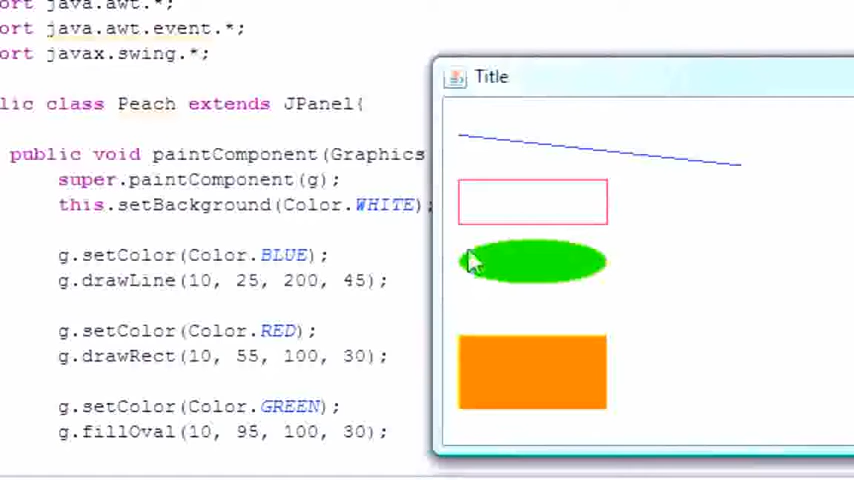 ort java.awt.*;
ort java.awt.event.*;
ort javax.swing.*;
lic class Peach extends JPanel{
public void paintComponent(Graphics
super.paintComponent(g);
this.setBackground(Color.WHITE);
g.setColor(Color.BLUE);
g.drawLine(10, 25, 200, 45);
g.setColor(Color.RED);
g.drawRect(10, 55, 100, 30);
g.setColor(Color.GREEN);
g.fillOval(10, 95, 100, 30);
Title